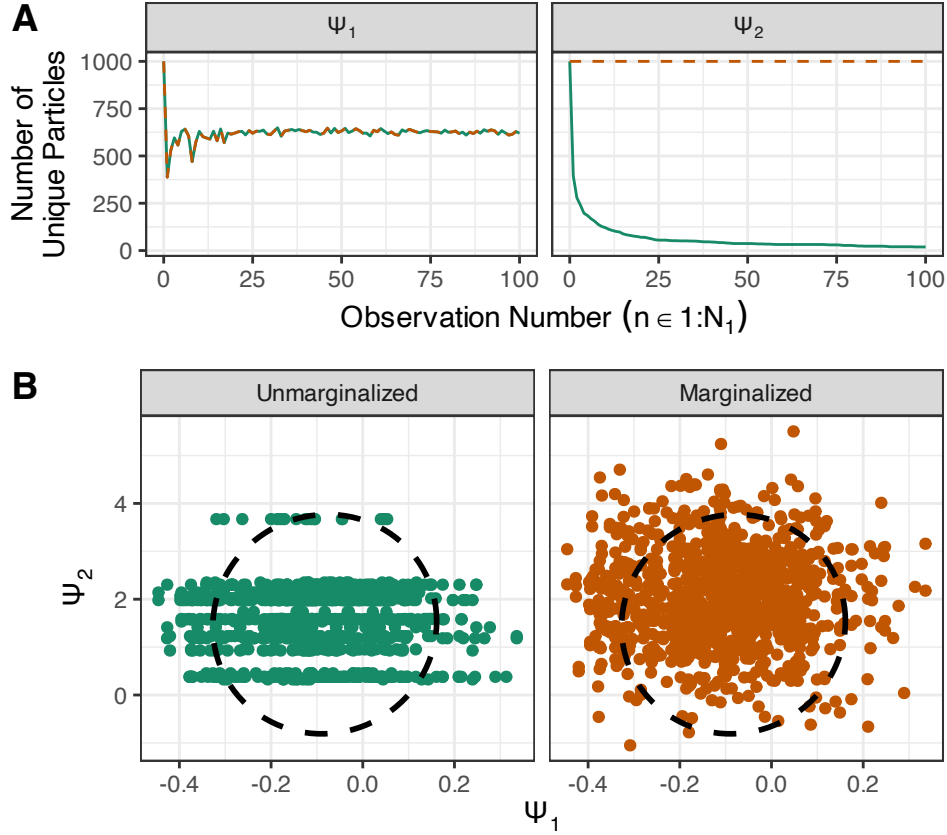 A
Ψ₁ Ψ₂
Number of
Unique Particles
1000
750
500
250
0
0 25 50 75 100 0 25 50 75 100
Observation Number (n ∈ 1:N₁)
B
Unmarginalized Marginalized
Ψ₂
4
2
0
-0.4 -0.2 0.0 0.2 -0.4 -0.2 0.0 0.2
Ψ₁